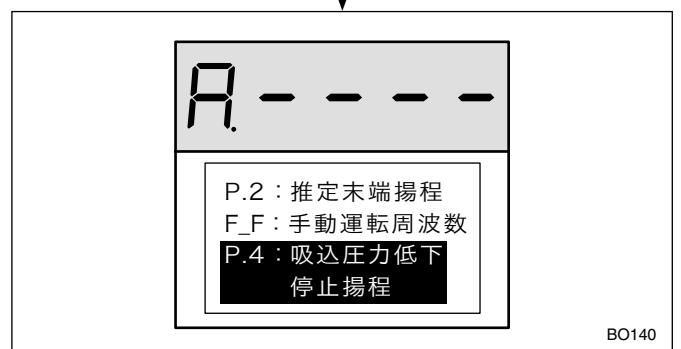 A.----
P.2：推定末端揚程
F_F：手動運転周波数
P.4：吸込圧力低下
停止揚程
BO140